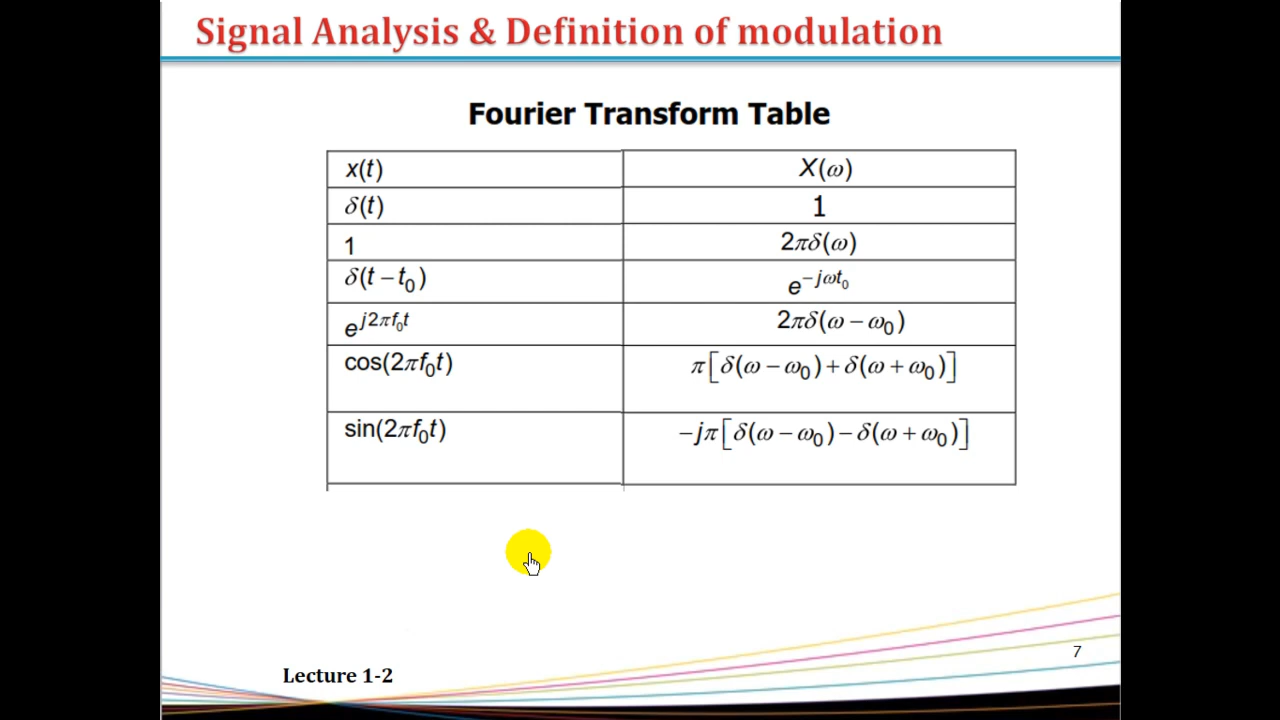 Signal Analysis & Definition of modulation
Fourier Transform Table
x(t) X(ω)
δ(t) 1
1 2πδ(ω)
δ(t − t₀) e^{−jωt₀}
e^{j2πf₀t} 2πδ(ω − ω₀)
cos(2πf₀t) π[δ(ω − ω₀) + δ(ω + ω₀)]
sin(2πf₀t) −jπ[δ(ω − ω₀) − δ(ω + ω₀)]
7
Lecture 1-2